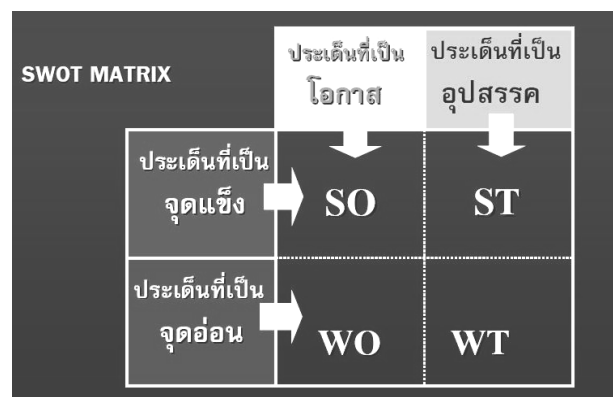 SWOT MATRIX
ประเด็นที่เป็น
โอกาส
ประเด็นที่เป็น
อุปสรรค
ประเด็นที่เป็น
จุดแข็ง
SO
ST
ประเด็นที่เป็น
จุดอ่อน
WO
WT